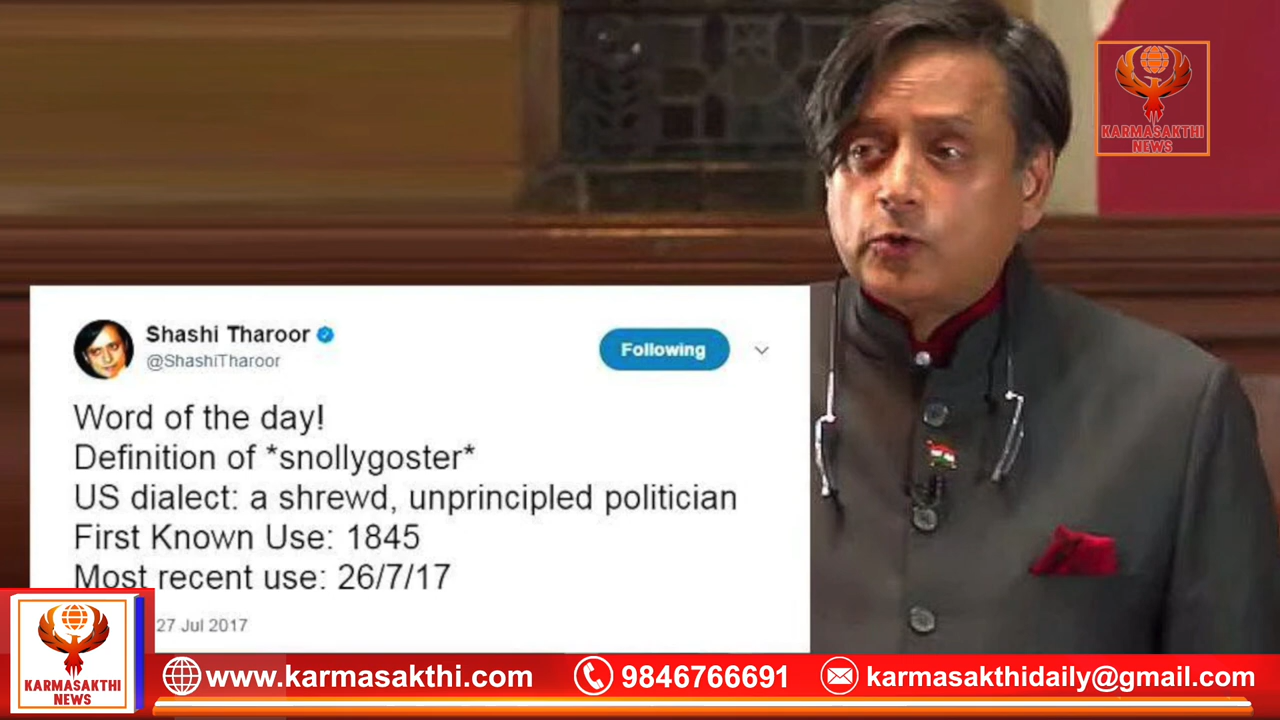 KARMASAKTHI
NEWS
Shashi Tharoor
@ShashiTharoor
Following
Word of the day!
Definition of *snollygoster*
US dialect: a shrewd, unprincipled politician
First Known Use: 1845
Most recent use: 26/7/17
27 Jul 2017
KARMASAKTHI
NEWS
www.karmasakthi.com
9846766691
karmasakthidaily@gmail.com